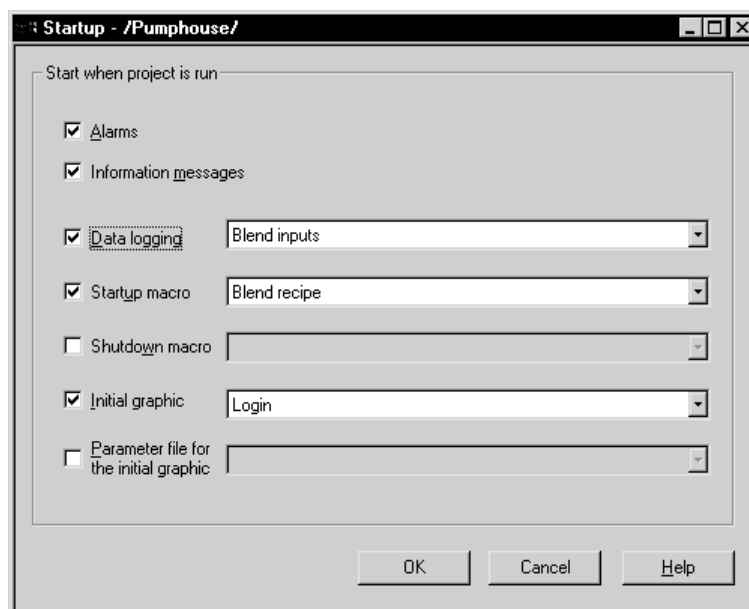 Startup - /Pumphouse/
Start when project is run
Alarms
Information messages
Data logging
Blend inputs
Startup macro
Blend recipe
Shutdown macro
Initial graphic
Login
Parameter file for
the initial graphic
OK
Cancel
Help